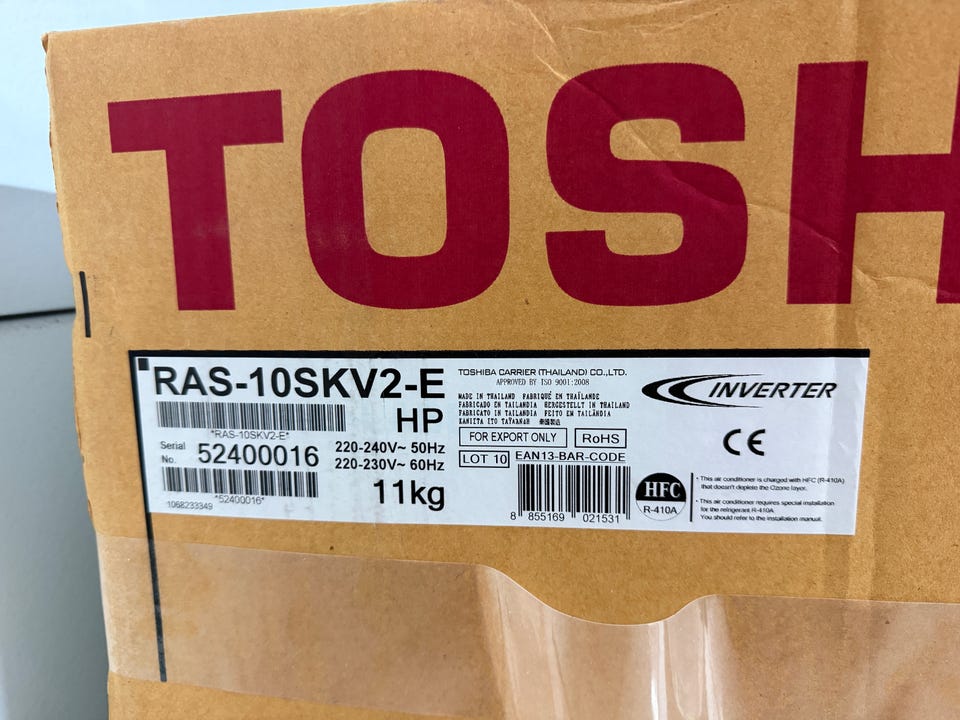 TOSH
RAS-10SKV2-E
HP
*RAS-10SKV2-E*
Serial No. 52400016
220-240V~ 50Hz
220-230V~ 60Hz
*52400016*
11kg
1068233349
TOSHIBA CARRIER (THAILAND) CO.,LTD.
APPROVED BY ISO 9001:2008
MADE IN THAILAND FABRIQUÉ EN THAÏLANDE
FABRICADO EN TAILANDIA HERGESTELLT IN THAILAND
FABBRICATO IN TAILANDIA FEITO EM TAILÂNDIA
FOR EXPORT ONLY RoHS
LOT 10 EAN13-BAR-CODE
8 855169 021531
INVERTER
CE
HFC
R-410A
• This air conditioner is charged with HFC (R-410A)
that doesn't deplete the Ozone layer.
• This air conditioner requires special installation
for the refrigerant R-410A
You should refer to the installation manual.